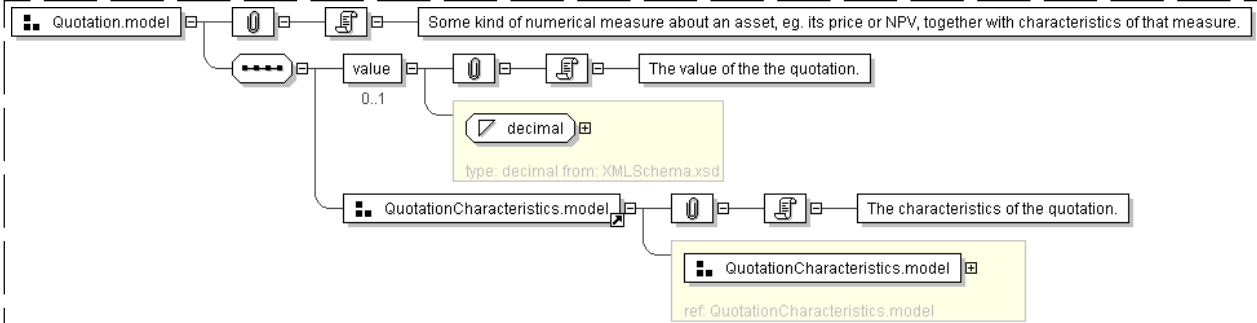 Quotation.model
Some kind of numerical measure about an asset, eg. its price or NPV, together with characteristics of that measure.
value
The value of the the quotation.
0..1
decimal
type: decimal from: XMLSchema.xsd
QuotationCharacteristics.model
The characteristics of the quotation.
QuotationCharacteristics.model
ref: QuotationCharacteristics.model